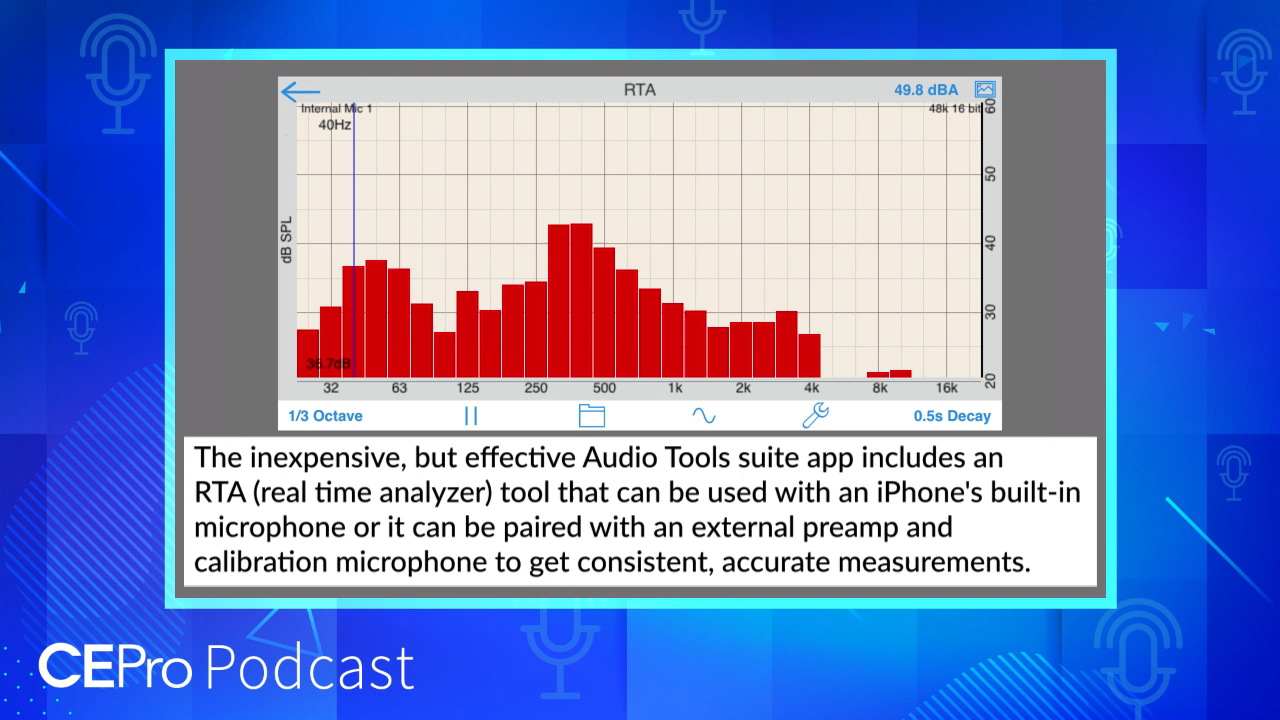 RTA
49.8 dBA
Internal Mic 1
48k 16 bit
40Hz
60
50
40
30
20
dB SPL
36.7dB
32 63 125 250 500 1k 2k 4k 8k 16k
1/3 Octave
0.5s Decay
The inexpensive, but effective Audio Tools suite app includes an
RTA (real time analyzer) tool that can be used with an iPhone's built-in
microphone or it can be paired with an external preamp and
calibration microphone to get consistent, accurate measurements.
CEPro Podcast